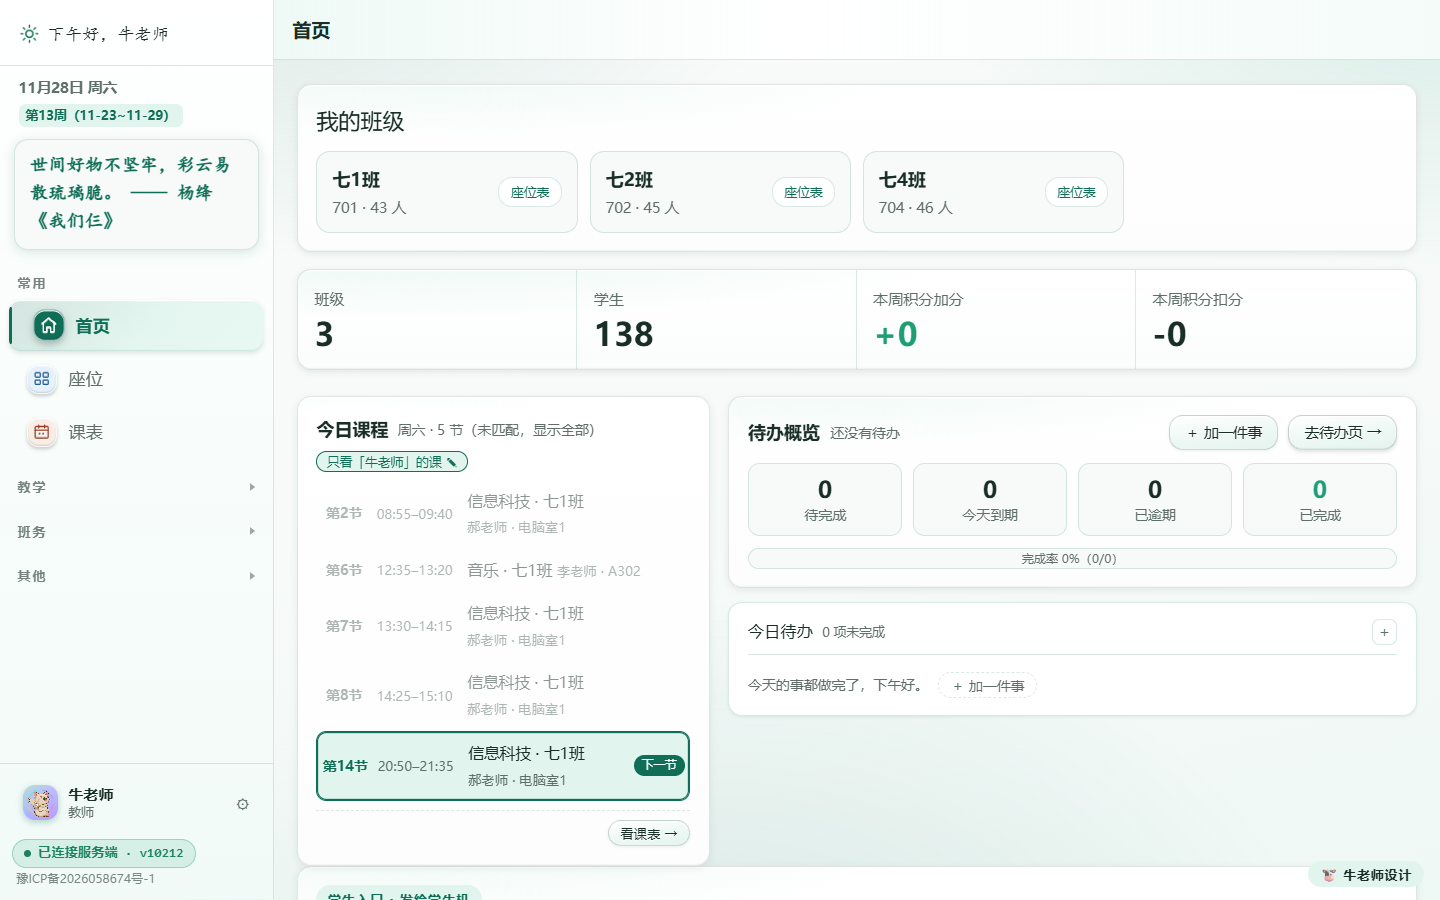 下午好，牛老师
11月28日 周六
第13周（11-23~11-29）
世间好物不坚牢，彩云易
散琉璃脆。 —— 杨绛
《我们仨》
常用
首页
座位
课表
教学
班务
其他
牛老师
教师
已连接服务端 · v10212
豫ICP备2026058674号-1
首页
我的班级
七1班
701 · 43 人
座位表
七2班
702 · 45 人
座位表
七4班
704 · 46 人
座位表
班级
3
学生
138
本周积分加分
+0
本周积分扣分
-0
今日课程 周六 · 5 节（未匹配，显示全部）
只看「牛老师」的课
第2节 08:55–09:40 信息科技 · 七1班
郝老师 · 电脑室1
第6节 12:35–13:20 音乐 · 七1班 李老师 · A302
第7节 13:30–14:15 信息科技 · 七1班
郝老师 · 电脑室1
第8节 14:25–15:10 信息科技 · 七1班
郝老师 · 电脑室1
第14节 20:50–21:35 信息科技 · 七1班
郝老师 · 电脑室1
下一节
看课表 →
待办概览 还没有待办
+ 加一件事
去待办页 →
0
待完成
0
今天到期
0
已逾期
0
已完成
完成率 0%（0/0）
今日待办 0 项未完成
+
今天的事都做完了，下午好。 + 加一件事
学生入口 · 发给学生机
牛老师设计